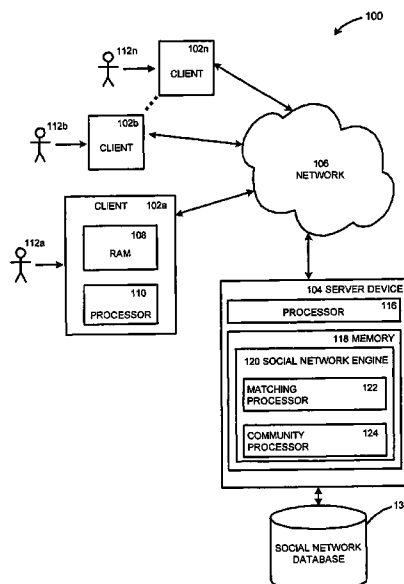 100
112n
102n
CLIENT
112b
102b
CLIENT
106
NETWORK
CLIENT 102a
112a
108
RAM
110
PROCESSOR
104 SERVER DEVICE
PROCESSOR 116
118 MEMORY
120 SOCIAL NETWORK ENGINE
MATCHING 122
PROCESSOR
COMMUNITY 124
PROCESSOR
SOCIAL NETWORK
DATABASE